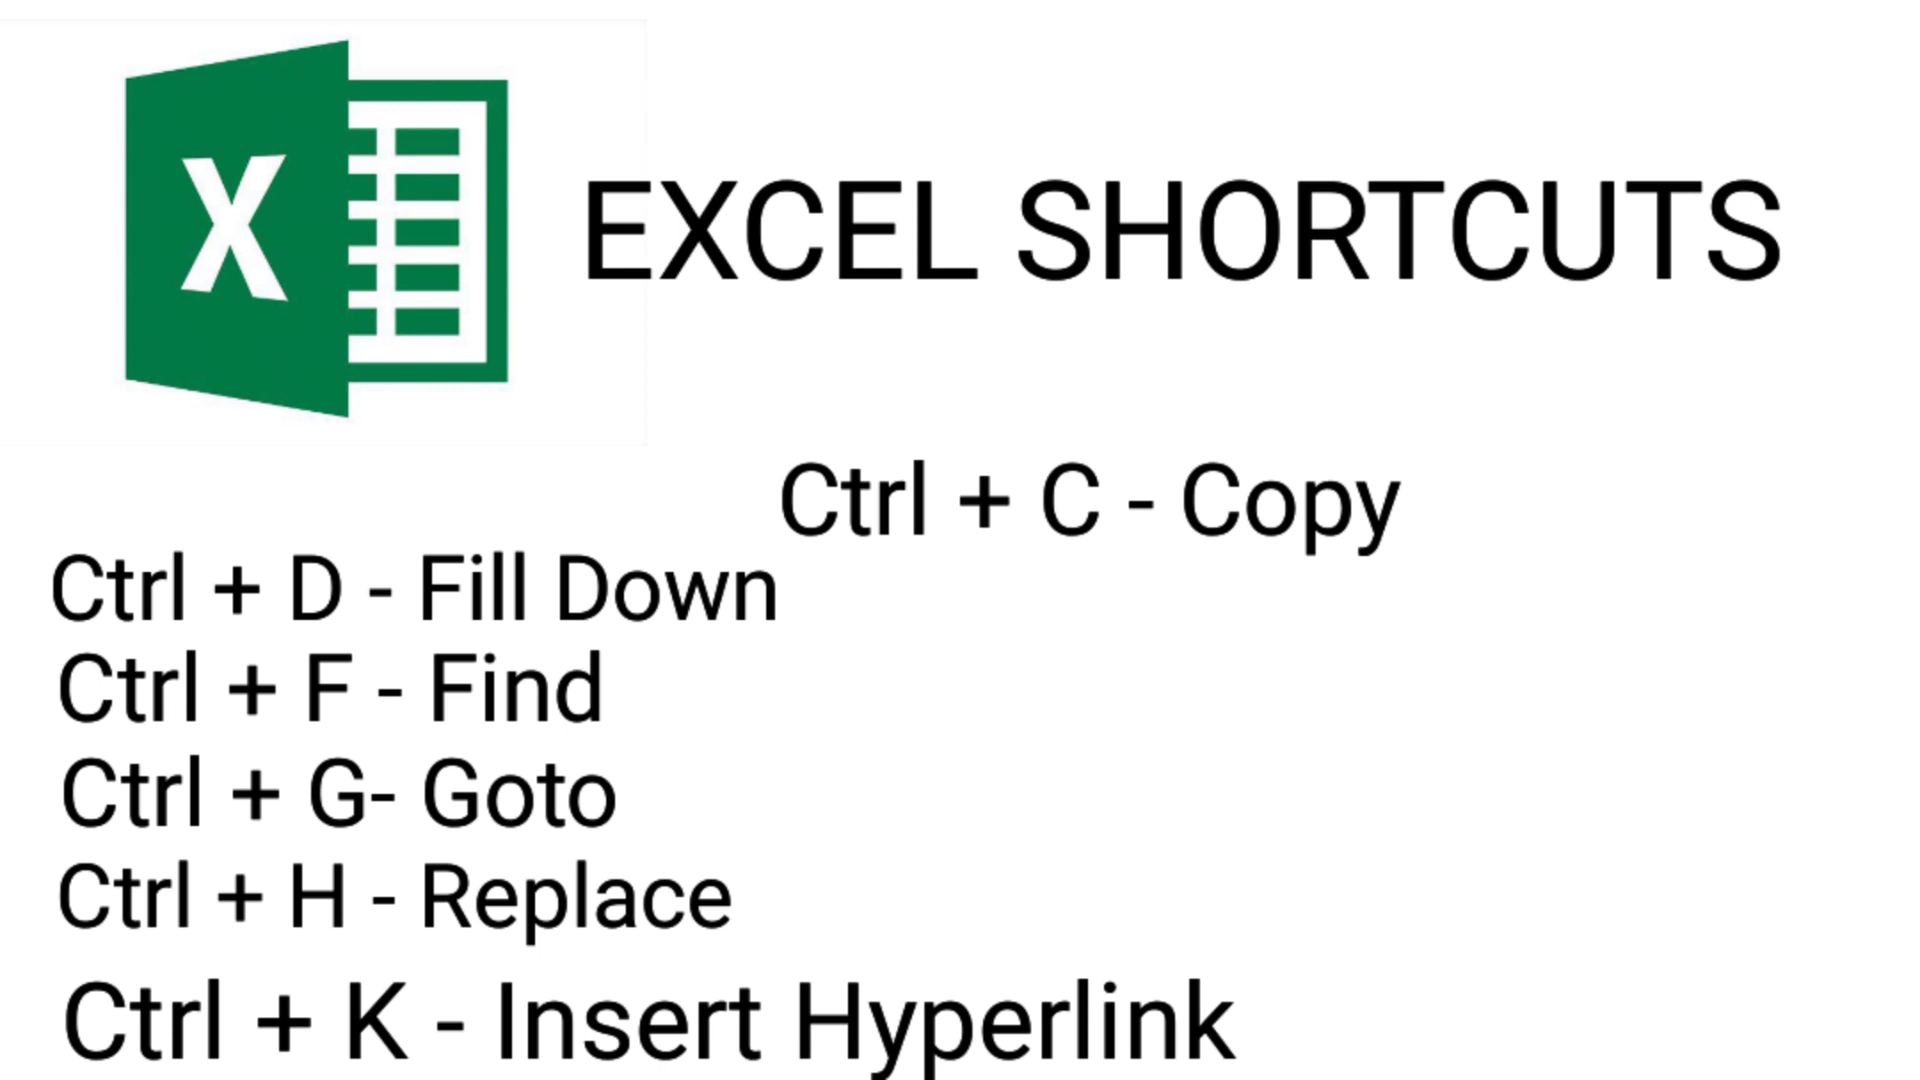 X
EXCEL SHORTCUTS
Ctrl + C - Copy
Ctrl + D - Fill Down
Ctrl + F - Find
Ctrl + G- Goto
Ctrl + H - Replace
Ctrl + K - Insert Hyperlink